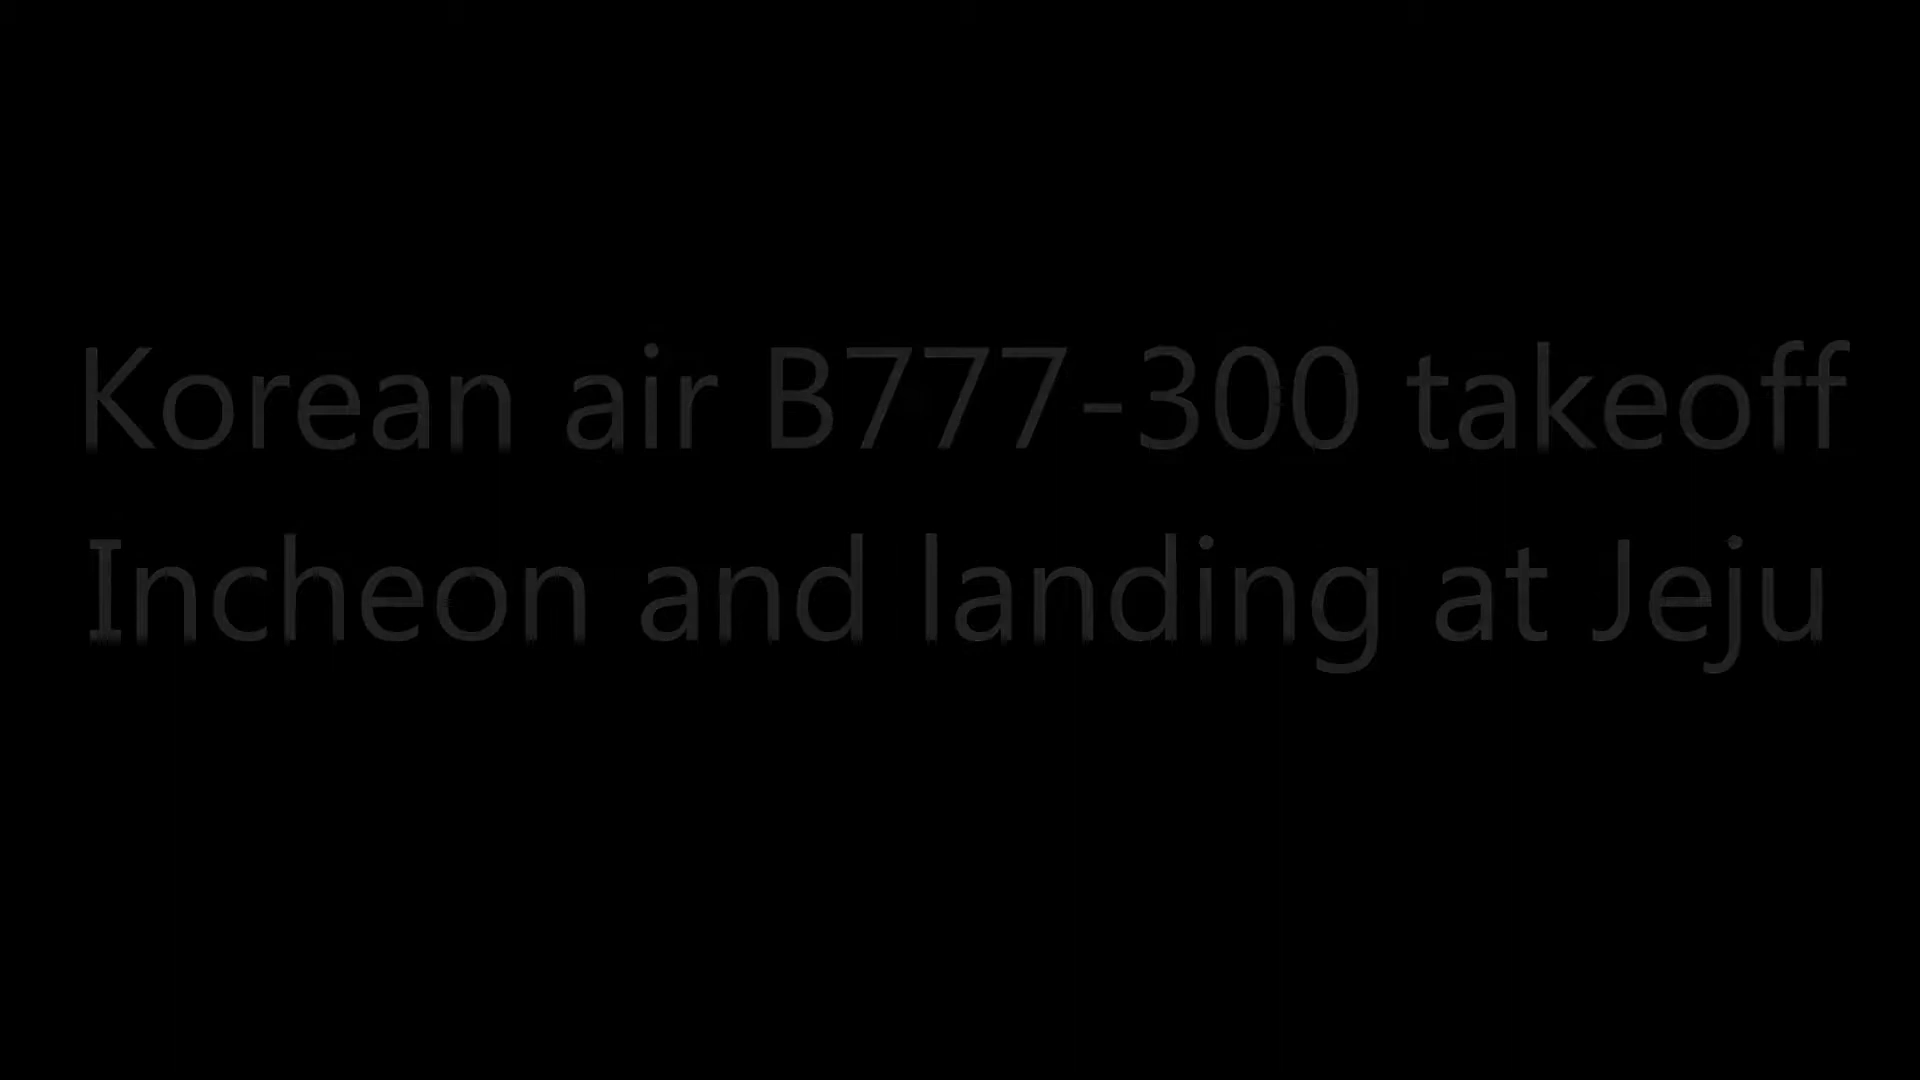 Korean air B777-300 takeoff
Incheon and landing at Jeju